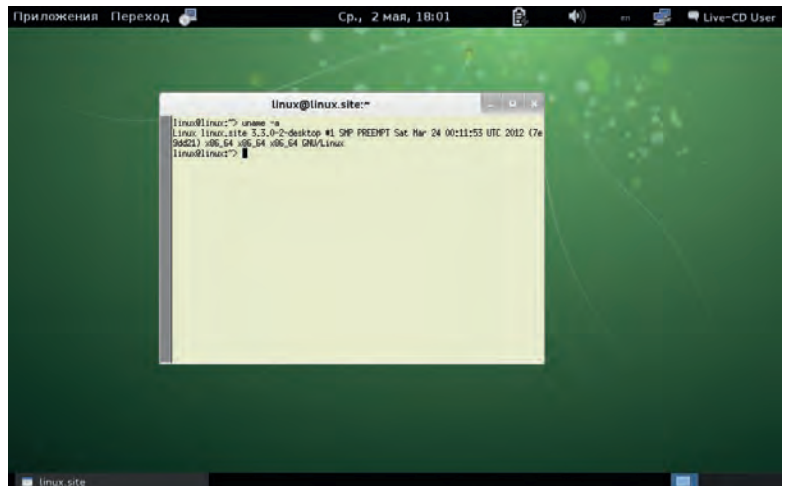 Приложения Переход Ср., 2 мая, 18:01 en Live-CD User
linux@linux.site:~
linux@linux:~> uname -a
Linux linux.site 3.3.0-2-desktop #1 SMP PREEMPT Sat Mar 24 00:11:53 UTC 2012 (7e
9dd21) x86_64 x86_64 x86_64 GNU/Linux
linux@linux:~>
linux.site